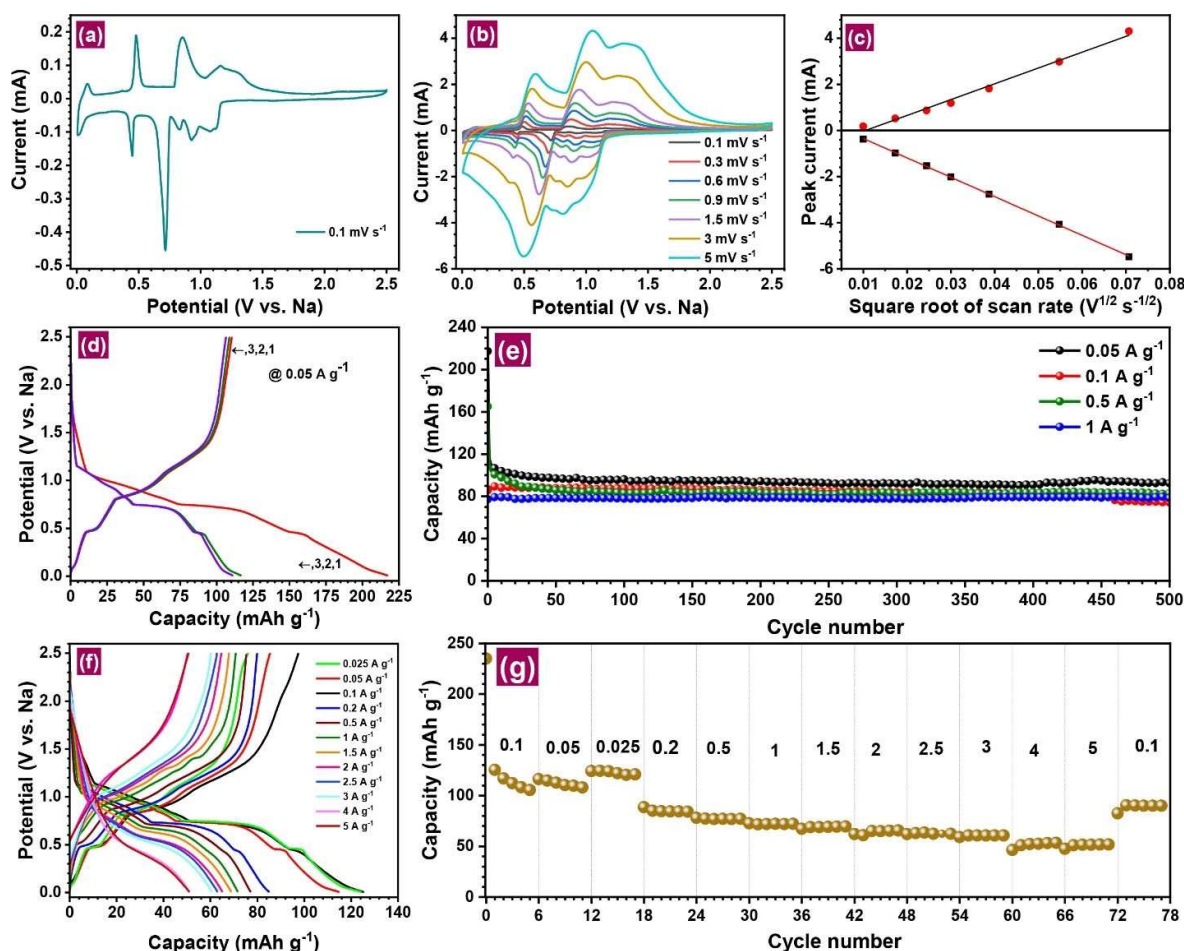 (a)
Current (mA)
0.2
0.1
0.0
-0.1
-0.2
-0.3
-0.4
-0.5
0.1 mV s-1
0.0 0.5 1.0 1.5 2.0 2.5
Potential (V vs. Na)
(b)
Current (mA)
4
2
0
-2
-4
-6
0.1 mV s-1
0.3 mV s-1
0.6 mV s-1
0.9 mV s-1
1.5 mV s-1
3 mV s-1
5 mV s-1
0.0 0.5 1.0 1.5 2.0 2.5
Potential (V vs. Na)
(c)
Peak current (mA)
6
4
2
0
-2
-4
-6
0.01 0.02 0.03 0.04 0.05 0.06 0.07 0.08
Square root of scan rate (V1/2 s-1/2)
(d)
←,3,2,1
@ 0.05 A g-1
Potential (V vs. Na)
2.5
2.0
1.5
1.0
0.5
0.0
←,3,2,1
0 25 50 75 100 125 150 175 200 225
Capacity (mAh g-1)
(e)
Capacity (mAh g-1)
240
200
160
120
80
40
0
0.05 A g-1
0.1 A g-1
0.5 A g-1
1 A g-1
0 50 100 150 200 250 300 350 400 450 500
Cycle number
(f)
Potential (V vs. Na)
2.5
2.0
1.5
1.0
0.5
0.0
0.025 A g-1
0.05 A g-1
0.1 A g-1
0.2 A g-1
0.5 A g-1
1 A g-1
1.5 A g-1
2 A g-1
2.5 A g-1
3 A g-1
4 A g-1
5 A g-1
0 20 40 60 80 100 120 140
Capacity (mAh g-1)
(g)
Capacity (mAh g-1)
250
200
150
100
50
0
0.1 0.05 0.025 0.2 0.5 1 1.5 2 2.5 3 4 5 0.1
0 6 12 18 24 30 36 42 48 54 60 66 72 78
Cycle number